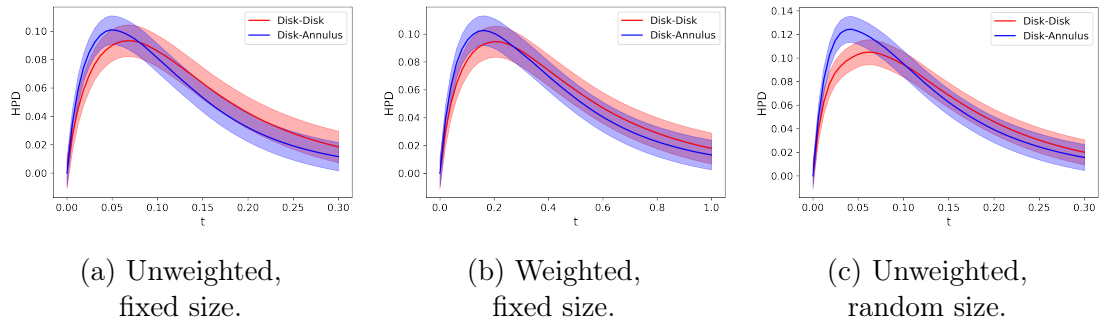 0.10
0.08
0.06
0.04
0.02
0.00
HPD
0.00 0.05 0.10 0.15 0.20 0.25 0.30
t
Disk-Disk
Disk-Annulus
(a) Unweighted,
fixed size.
0.10
0.08
0.06
0.04
0.02
0.00
HPD
0.0 0.2 0.4 0.6 0.8 1.0
t
Disk-Disk
Disk-Annulus
(b) Weighted,
fixed size.
0.14
0.12
0.10
0.08
0.06
0.04
0.02
0.00
HPD
0.00 0.05 0.10 0.15 0.20 0.25 0.30
t
Disk-Disk
Disk-Annulus
(c) Unweighted,
random size.